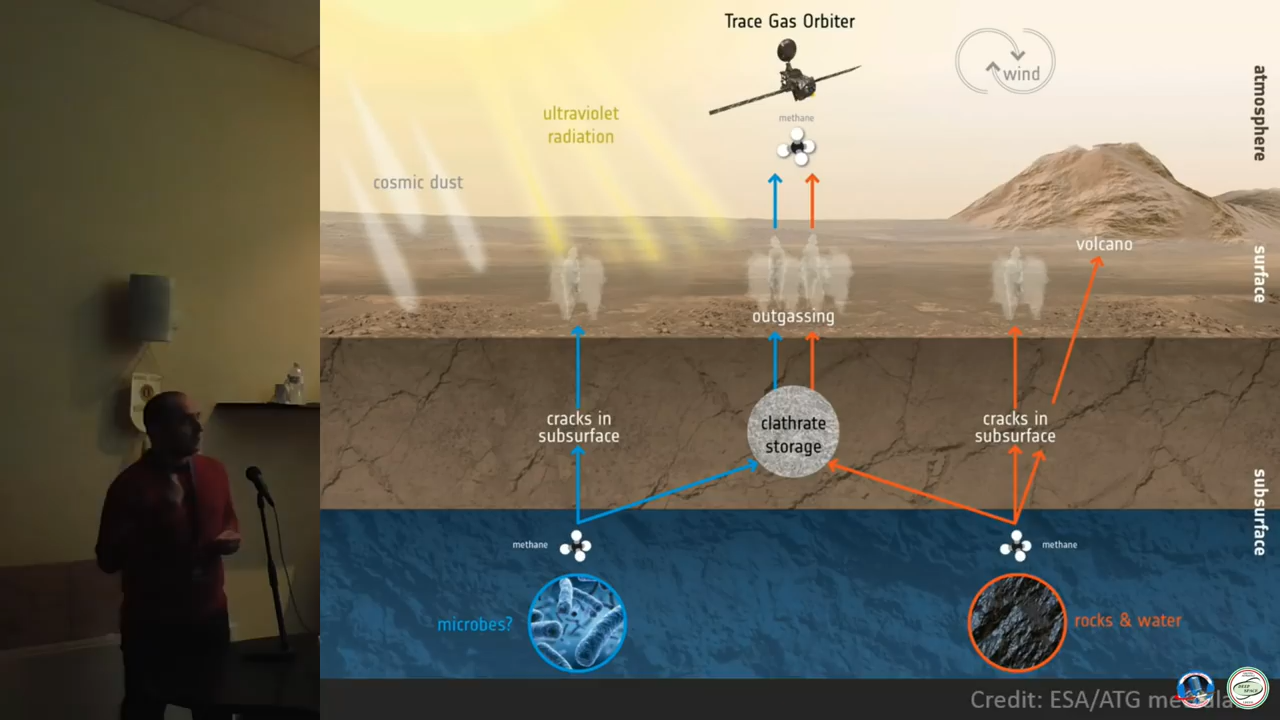 Trace Gas Orbiter
wind
methane
ultraviolet
radiation
cosmic dust
atmosphere
volcano
surface
outgassing
cracks in
subsurface
clathrate
storage
cracks in
subsurface
subsurface
methane
methane
microbes?
rocks & water
Credit: ESA/ATG